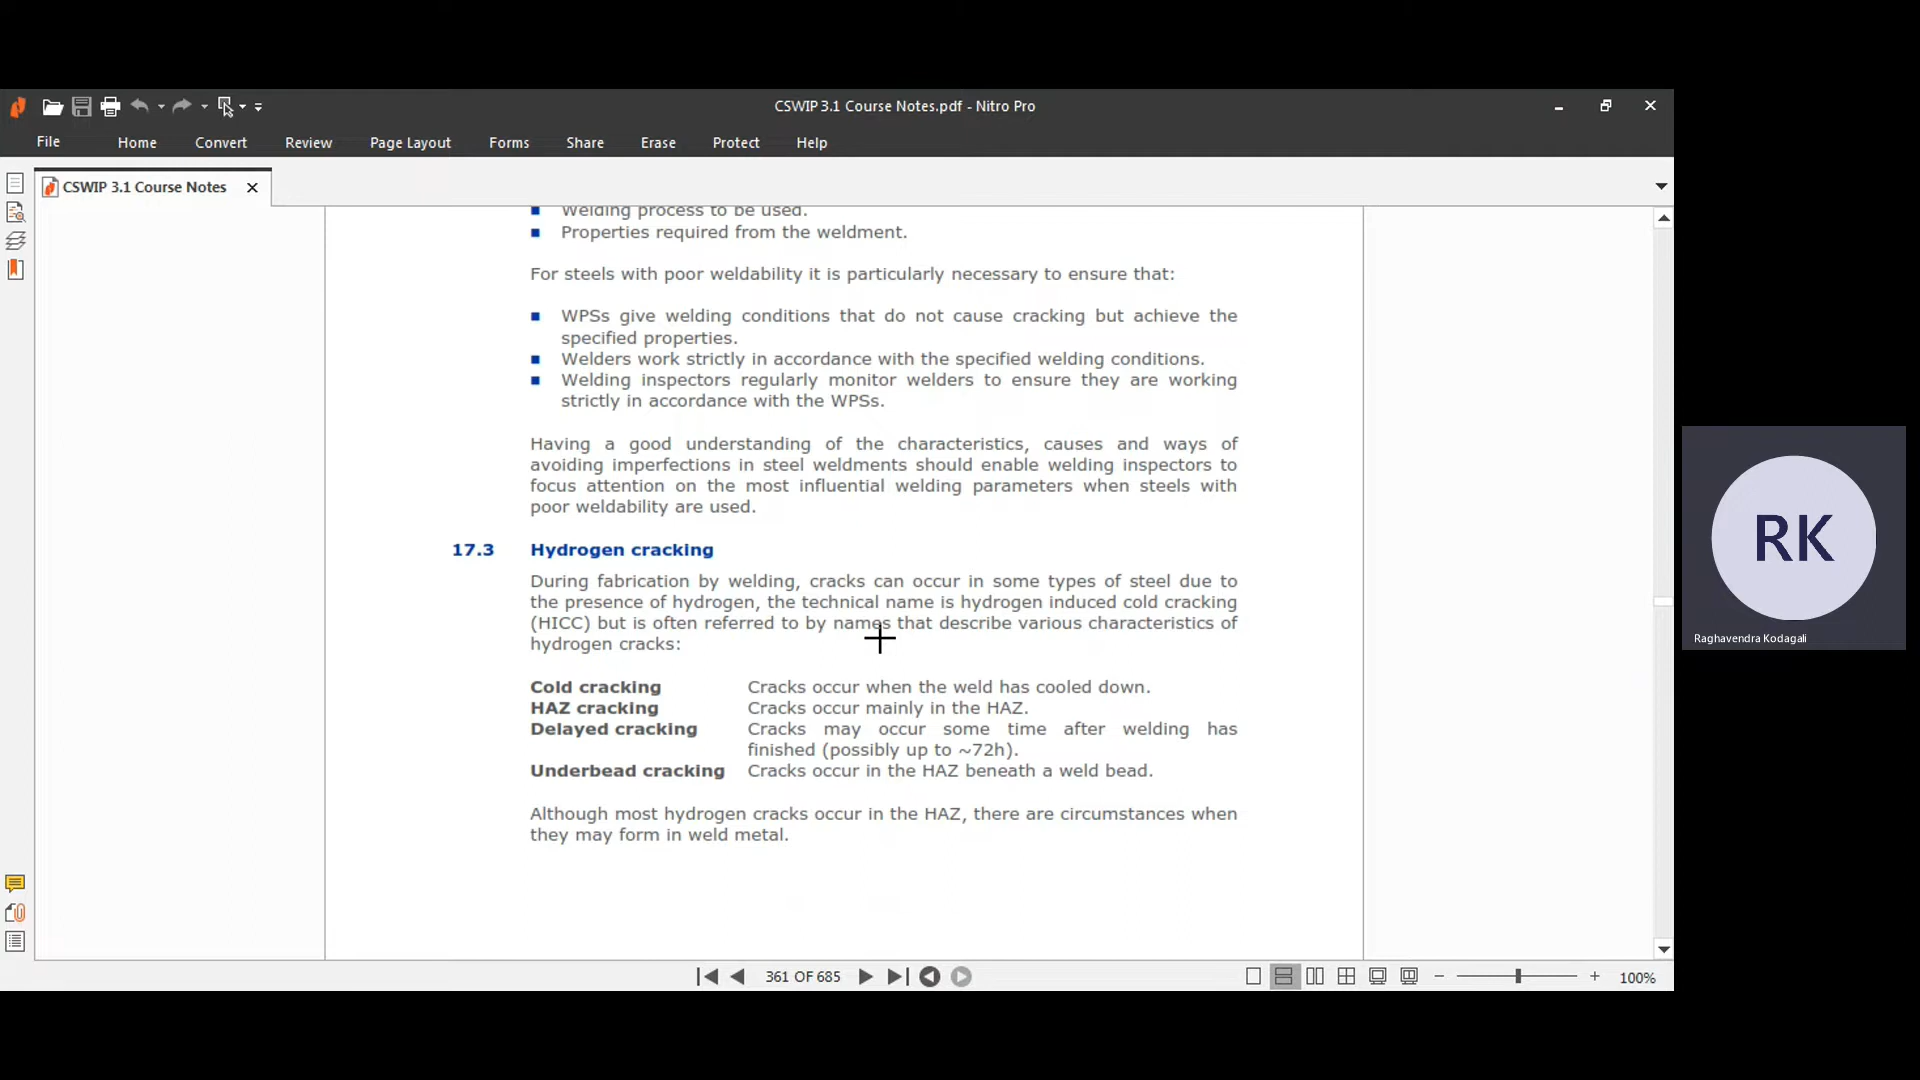 CSWIP 3.1 Course Notes.pdf - Nitro Pro
File Home Convert Review Page Layout Forms Share Erase Protect Help
CSWIP 3.1 Course Notes
■ Welding process to be used.
■ Properties required from the weldment.
For steels with poor weldability it is particularly necessary to ensure that:
■ WPSs give welding conditions that do not cause cracking but achieve the
specified properties.
■ Welders work strictly in accordance with the specified welding conditions.
■ Welding inspectors regularly monitor welders to ensure they are working
strictly in accordance with the WPSs.
Having a good understanding of the characteristics, causes and ways of
avoiding imperfections in steel weldments should enable welding inspectors to
focus attention on the most influential welding parameters when steels with
poor weldability are used.
17.3 Hydrogen cracking
During fabrication by welding, cracks can occur in some types of steel due to
the presence of hydrogen, the technical name is hydrogen induced cold cracking
(HICC) but is often referred to by names that describe various characteristics of
hydrogen cracks:
Cold cracking Cracks occur when the weld has cooled down.
HAZ cracking Cracks occur mainly in the HAZ.
Delayed cracking Cracks may occur some time after welding has
finished (possibly up to ~72h).
Underbead cracking Cracks occur in the HAZ beneath a weld bead.
Although most hydrogen cracks occur in the HAZ, there are circumstances when
they may form in weld metal.
361 OF 685
100%
RK
Raghavendra Kodagali